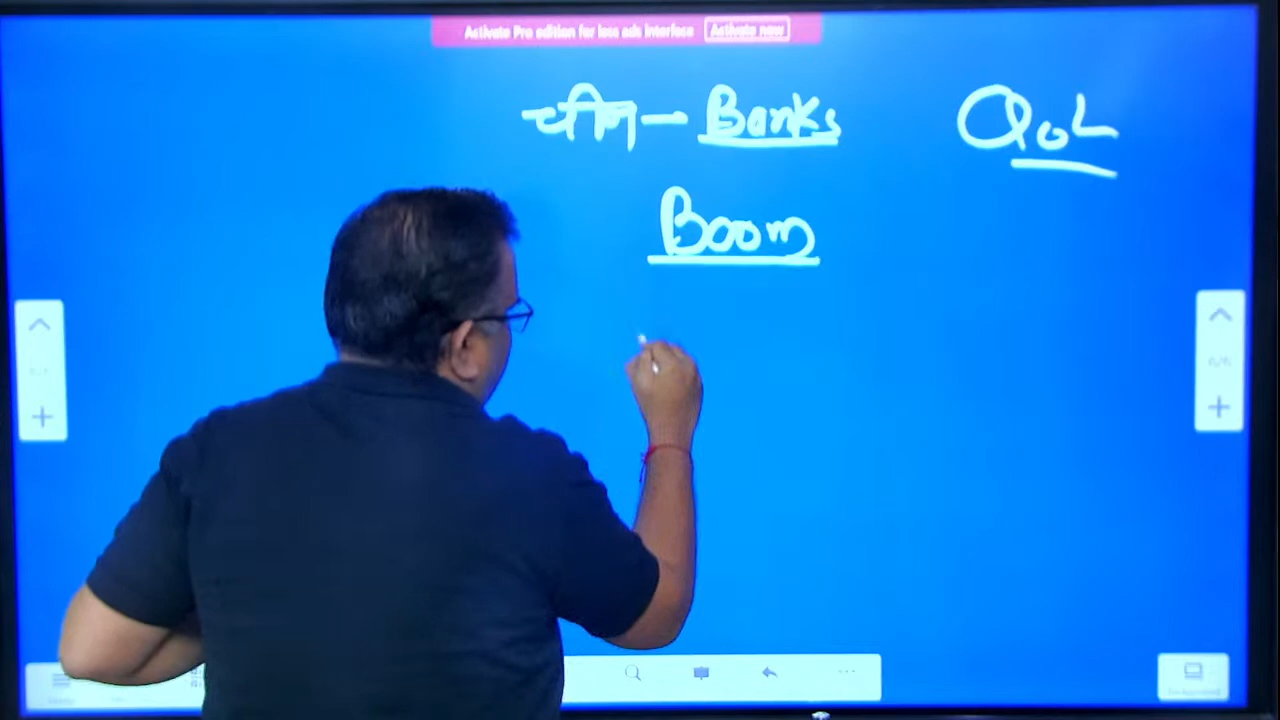 Activate Pro edition for less ads interface Activate now
चीन - Banks QoL
Boom